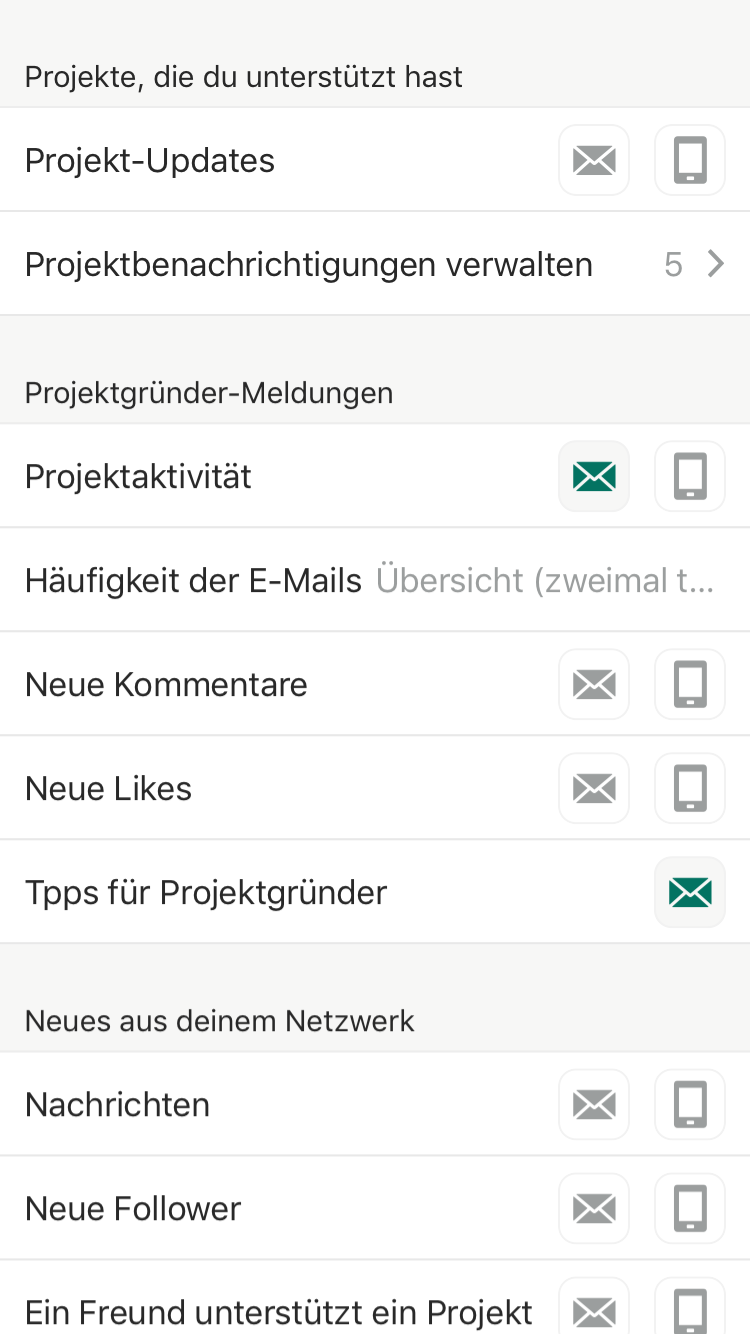 Projekte, die du unterstützt hast
Projekt-Updates
Projektbenachrichtigungen verwalten 5
Projektgründer-Meldungen
Projektaktivität
Häufigkeit der E-Mails Übersicht (zweimal t...
Neue Kommentare
Neue Likes
Tpps für Projektgründer
Neues aus deinem Netzwerk
Nachrichten
Neue Follower
Ein Freund unterstützt ein Projekt